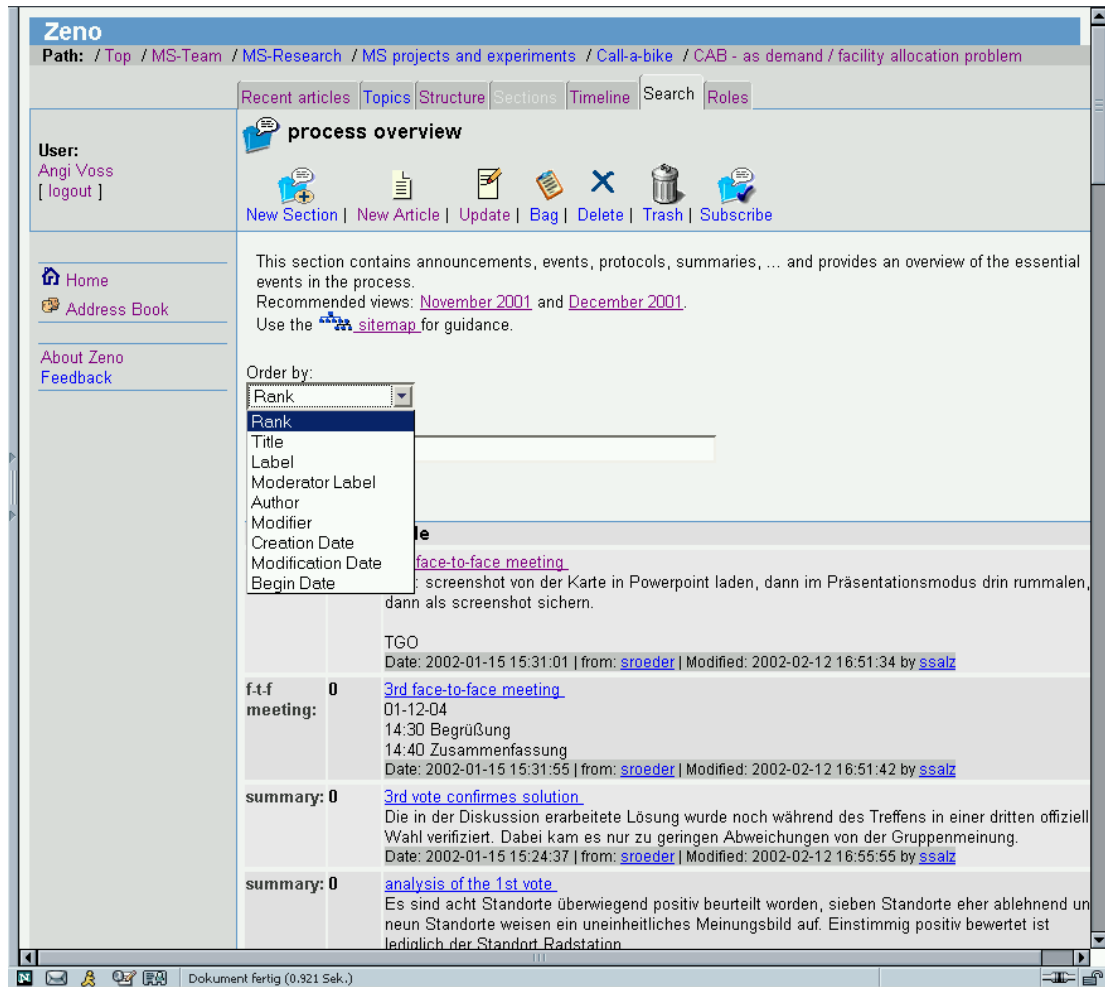 Zeno
Path: / Top / MS-Team / MS-Research / MS projects and experiments / Call-a-bike / CAB - as demand / facility allocation problem
Recent articles Topics Structure Sections Timeline Search Roles
process overview
User:
Angi Voss
[ logout ]
New Section | New Article | Update | Bag | Delete | Trash | Subscribe
Home
Address Book
About Zeno
Feedback
This section contains announcements, events, protocols, summaries, ... and provides an overview of the essential
events in the process.
Recommended views: November 2001 and December 2001.
Use the sitemap for guidance.
Order by:
Rank
Rank
Title
Label
Moderator Label
Author
Modifier
Creation Date
Modification Date
Begin Date
le
face-to-face meeting
: screenshot von der Karte in Powerpoint laden, dann im Präsentationsmodus drin rummalen,
dann als screenshot sichern.
TGO
Date: 2002-01-15 15:31:01 | from: sroeder | Modified: 2002-02-12 16:51:34 by ssalz
f-t-f meeting: 0 3rd face-to-face meeting
01-12-04
14:30 Begrüßung
14:40 Zusammenfassung
Date: 2002-01-15 15:31:55 | from: sroeder | Modified: 2002-02-12 16:51:42 by ssalz
summary: 0 3rd vote confirmes solution
Die in der Diskussion erarbeitete Lösung wurde noch während des Treffens in einer dritten offiziell
Wahl verifiziert. Dabei kam es nur zu geringen Abweichungen von der Gruppenmeinung.
Date: 2002-01-15 15:24:37 | from: sroeder | Modified: 2002-02-12 16:55:55 by ssalz
summary: 0 analysis of the 1st vote
Es sind acht Standorte überwiegend positiv beurteilt worden, sieben Standorte eher ablehnend un
neun Standorte weisen ein uneinheitliches Meinungsbild auf. Einstimmig positiv bewertet ist
lediglich der Standort Radstation
Dokument fertig (0.921 Sek.)